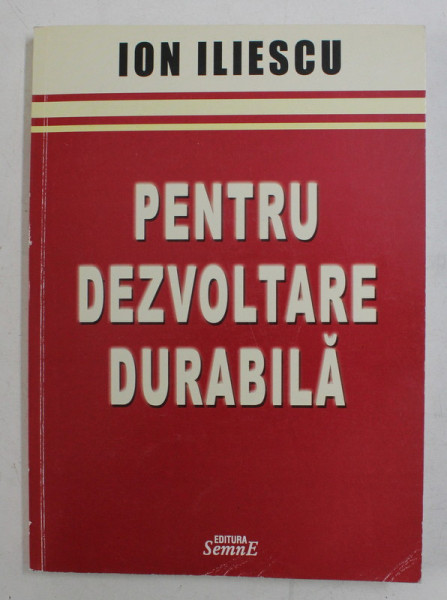 ION ILIESCU
PENTRU
DEZVOLTARE
DURABILĂ
EDITURA
SemnE